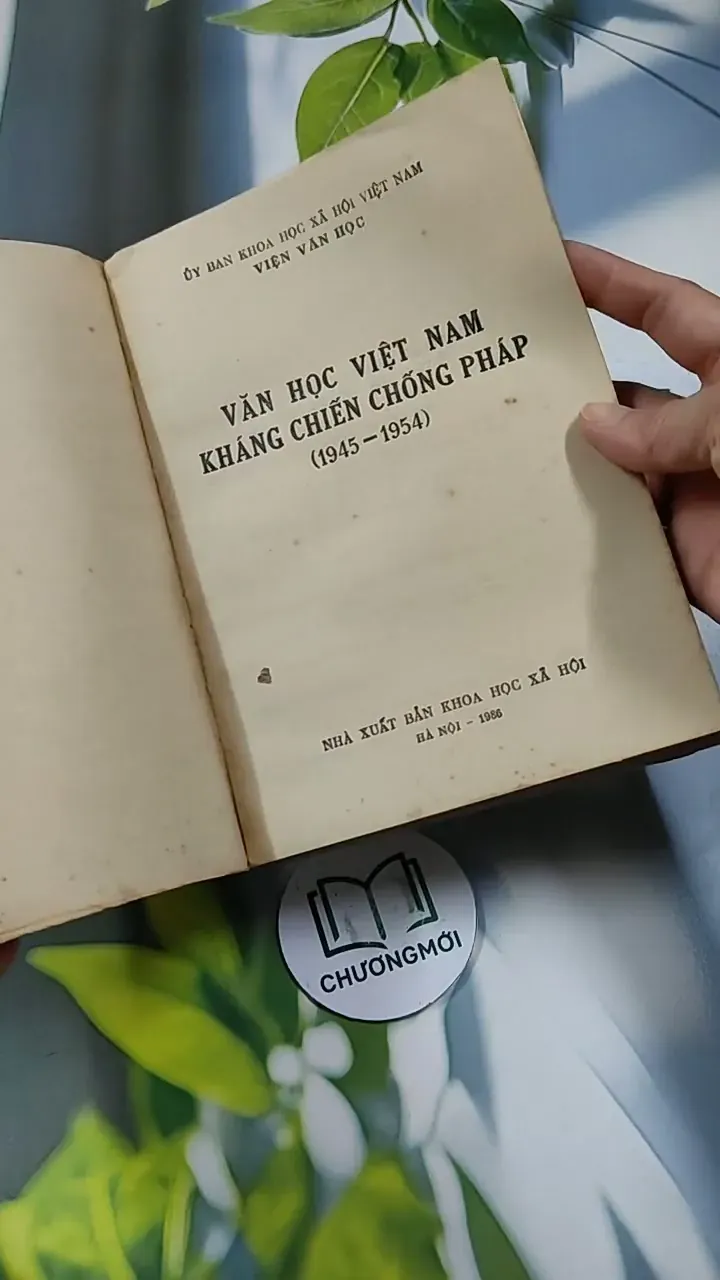 ỦY BAN KHOA HỌC XÃ HỘI VIỆT NAM
VIỆN VĂN HỌC
VĂN HỌC VIỆT NAM
KHÁNG CHIẾN CHỐNG PHÁP
(1945—1954)
NHÀ XUẤT BẢN KHOA HỌC XÃ HỘI
HÀ NỘI - 1986
CHƯƠNGMỚI